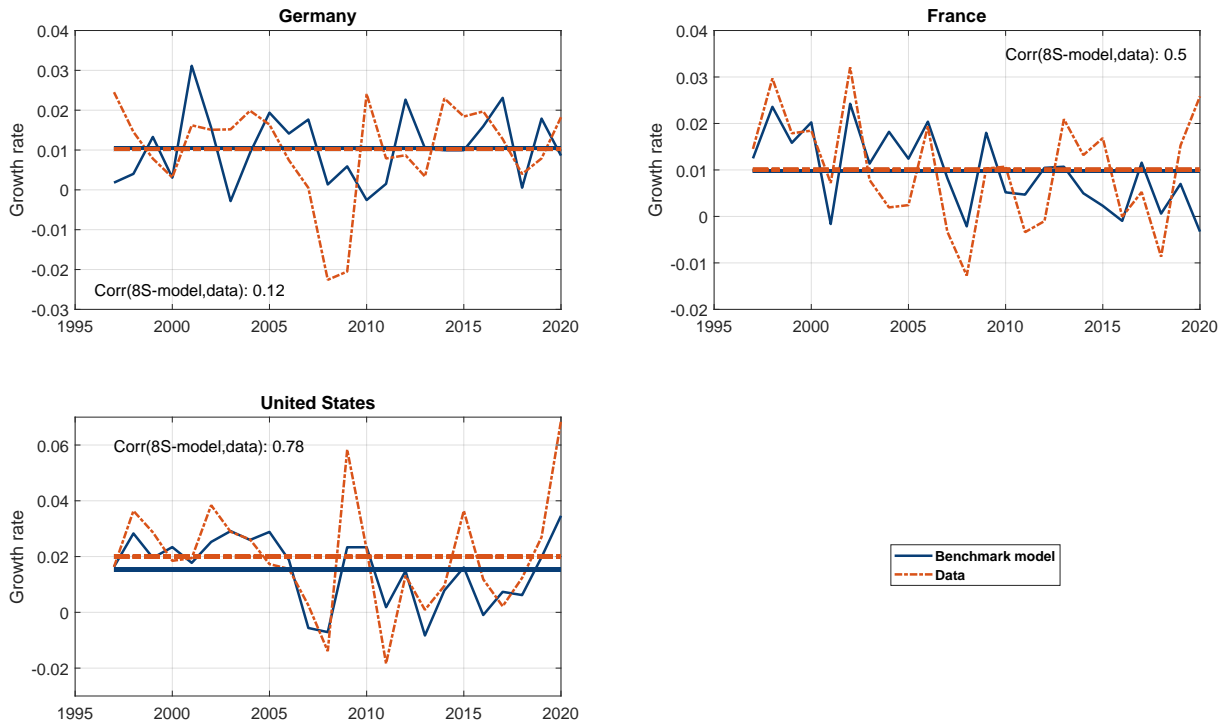 Germany
0.04
0.03
0.02
0.01
0
-0.01
-0.02
-0.03
Growth rate
Corr(8S-model,data): 0.12
1995 2000 2005 2010 2015 2020
France
0.04
0.03
0.02
0.01
0
-0.01
-0.02
Growth rate
Corr(8S-model,data): 0.5
1995 2000 2005 2010 2015 2020
United States
0.06
0.04
0.02
0
-0.02
Growth rate
Corr(8S-model,data): 0.78
1995 2000 2005 2010 2015 2020
Benchmark model
Data